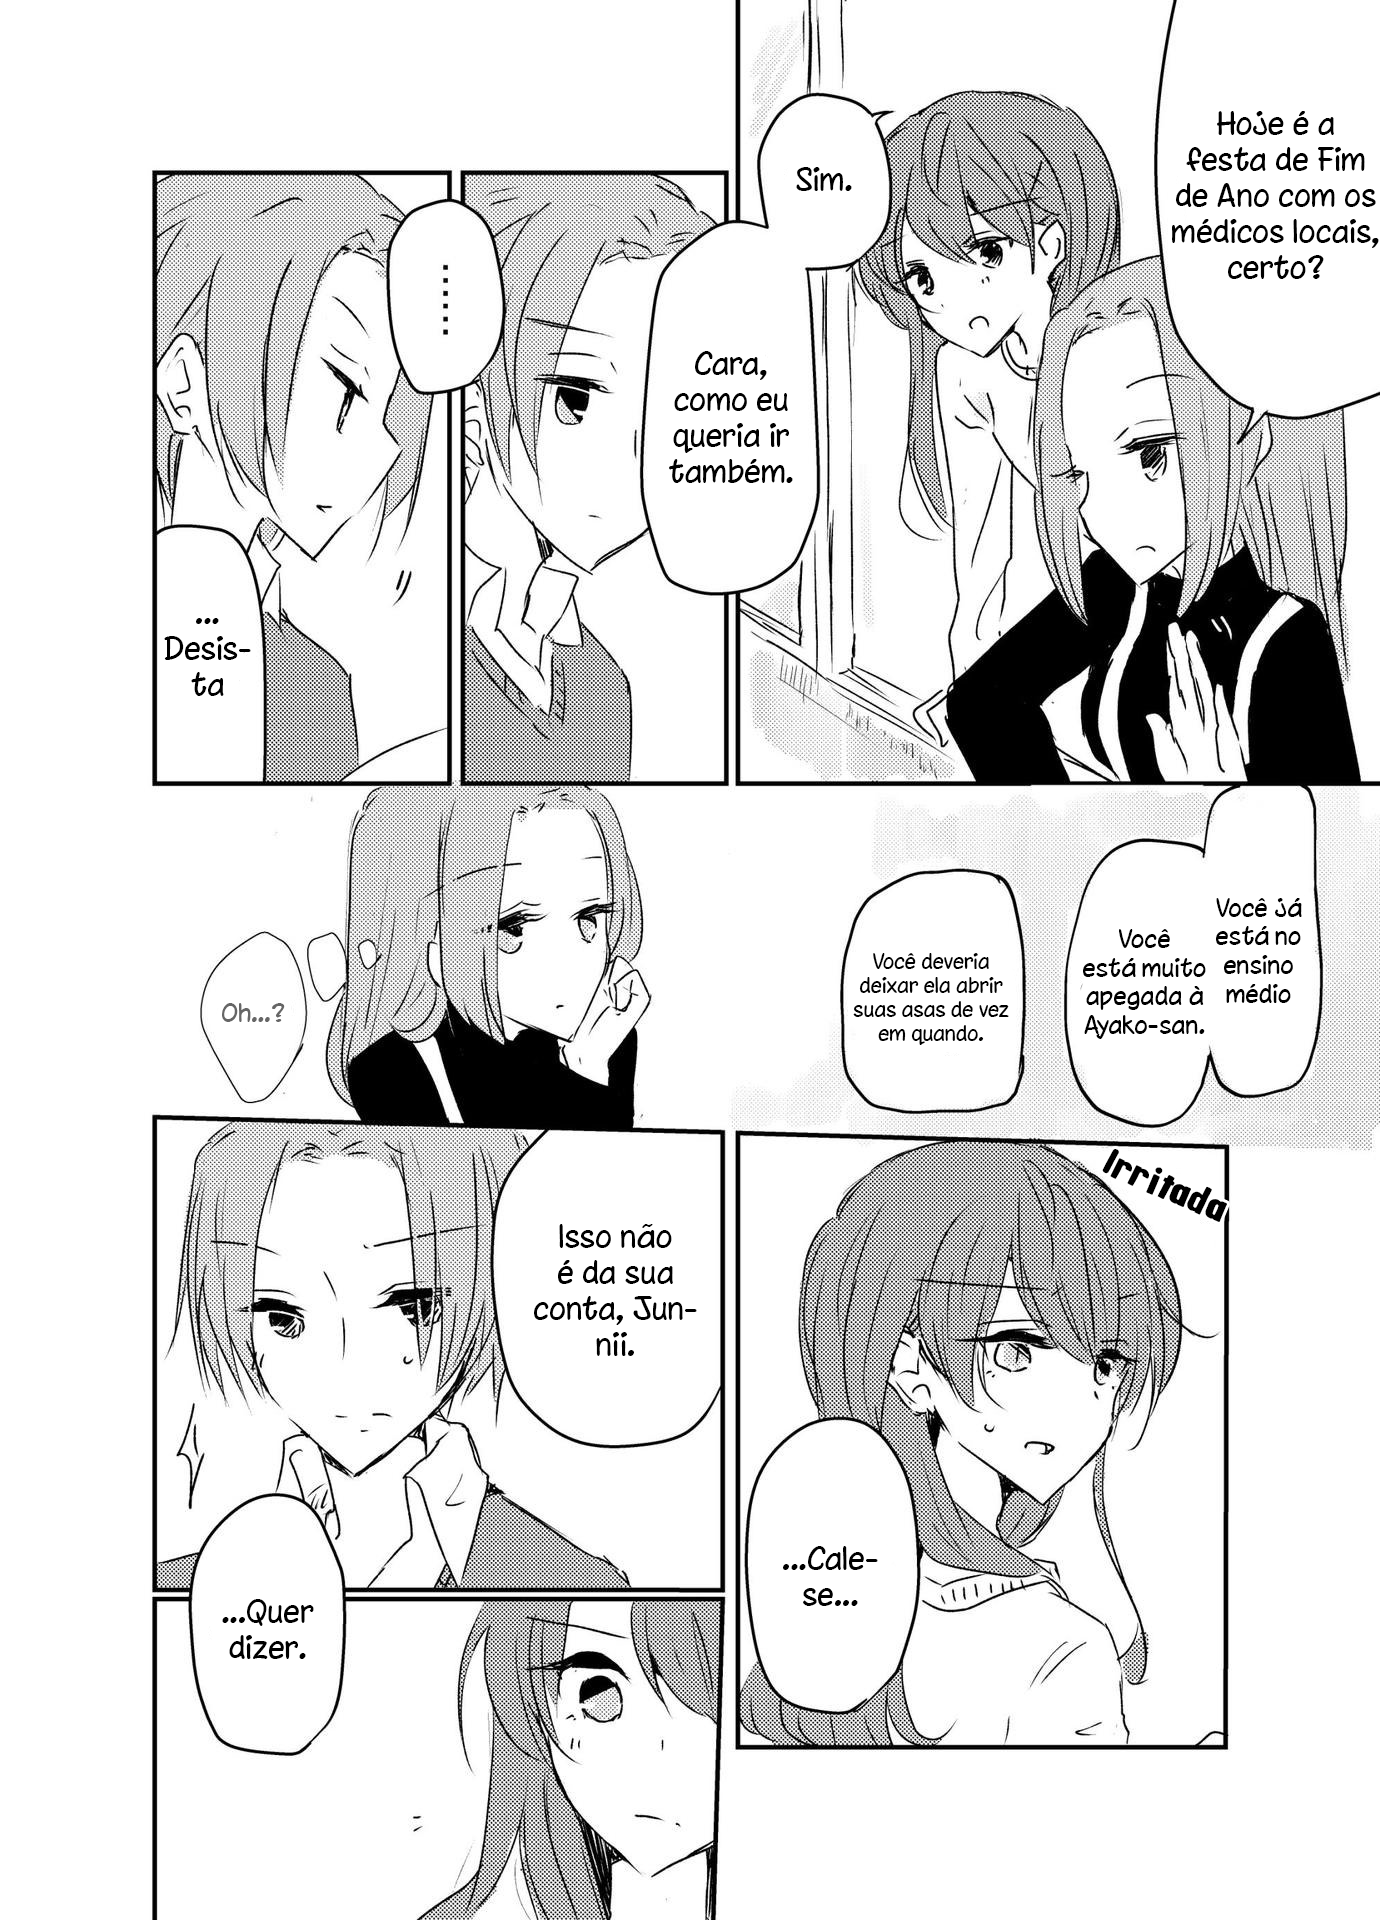 Hoje é a
festa de Fim
de Ano com os
médicos locais,
certo?
Sim.
Cara,
como eu
queria ir
também.
......
...
Desis-
ta
Você já
está no
ensino
médio
Você
está muito
apegada à
Ayako-san.
Você deveria
deixar ela abrir
suas asas de vez
em quando.
Oh...?
Irritada
...Cale-
se...
Isso não
é da sua
conta, Jun-
nii.
...Quer
dizer.